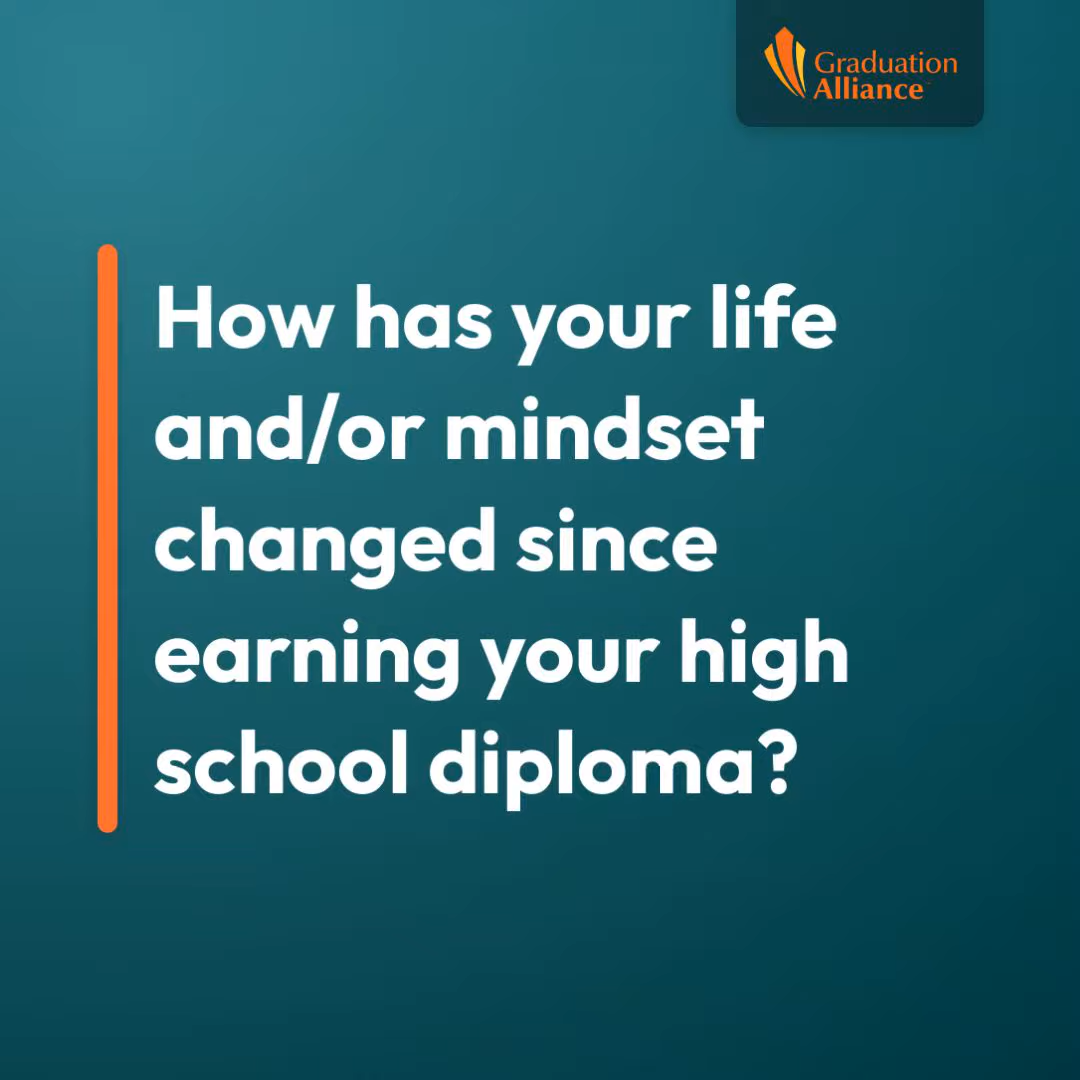 Graduation
Alliance
How has your life
and/or mindset
changed since
earning your high
school diploma?